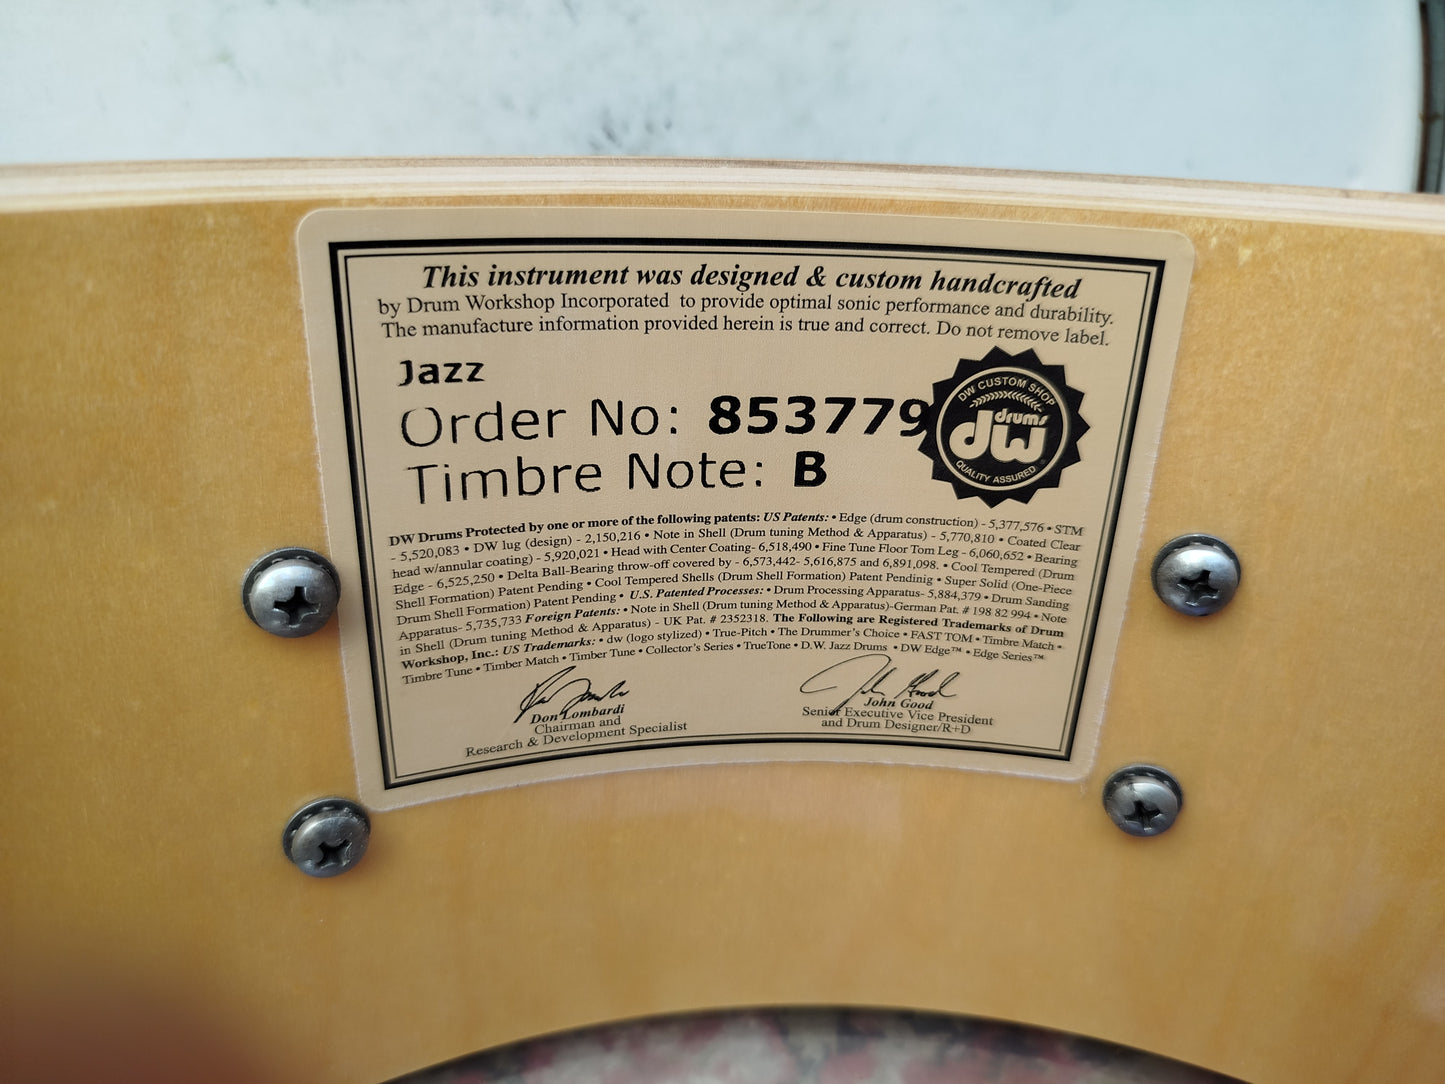 This instrument was designed & custom handcrafted
by Drum Workshop Incorporated to provide optimal sonic performance and durability.
The manufacture information provided herein is true and correct. Do not remove label.
Jazz
Order No: 853779
Timbre Note: B
DW CUSTOM SHOP
drums
dw
QUALITY ASSURED
DW Drums Protected by one or more of the following patents: US Patents: • Edge (drum construction) - 5,377,576 • STM
- 5,520,083 • DW lug (design) - 2,150,216 • Note in Shell (Drum tuning Method & Apparatus) - 5,770,810 • Coated Clear
head w/annular coating) - 5,920,021 • Head with Center Coating- 6,518,490 • Fine Tune Floor Tom Leg - 6,060,652 • Bearing
Edge - 6,525,250 • Delta Ball-Bearing throw-off covered by - 6,573,442- 5,616,875 and 6,891,098. • Cool Tempered (Drum
Shell Formation) Patent Pending • Cool Tempered Shells (Drum Shell Formation) Patent Pendinig • Super Solid (One-Piece
Drum Shell Formation) Patent Pending • U.S. Patented Processes: • Drum Processing Apparatus- 5,884,379 • Drum Sanding
Apparatus- 5,735,733 Foreign Patents: • Note in Shell (Drum tuning Method & Apparatus)-German Pat. # 198 82 994 • Note
in Shell (Drum tuning Method & Apparatus) - UK Pat. # 2352318. The Following are Registered Trademarks of Drum
Workshop, Inc.: US Trademarks: • dw (logo stylized) • True-Pitch • The Drummer's Choice • FAST TOM • Timbre Match •
Timbre Tune • Timber Match • Timber Tune • Collector's Series • TrueTone • D.W. Jazz Drums • DW Edge™ • Edge Series™
Don Lombardi
Chairman and
Research & Development Specialist
John Good
John Good
Senior Executive Vice President
and Drum Designer/R+D